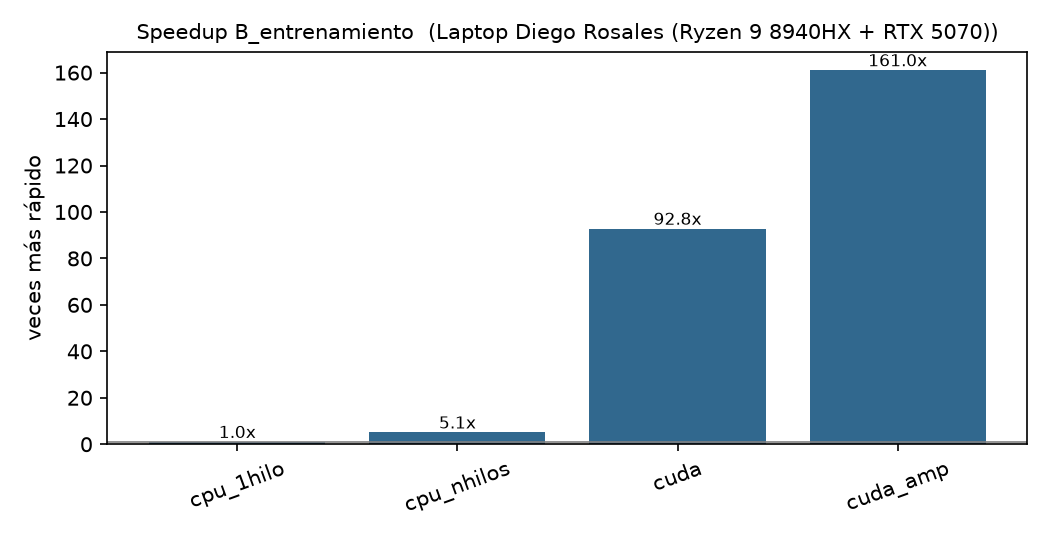 Speedup B_entrenamiento  (Laptop Diego Rosales (Ryzen 9 8940HX + RTX 5070))
veces más rápido
160
140
120
100
80
60
40
20
0
1.0x
5.1x
92.8x
161.0x
cpu_1hilo
cpu_nhilos
cuda
cuda_amp